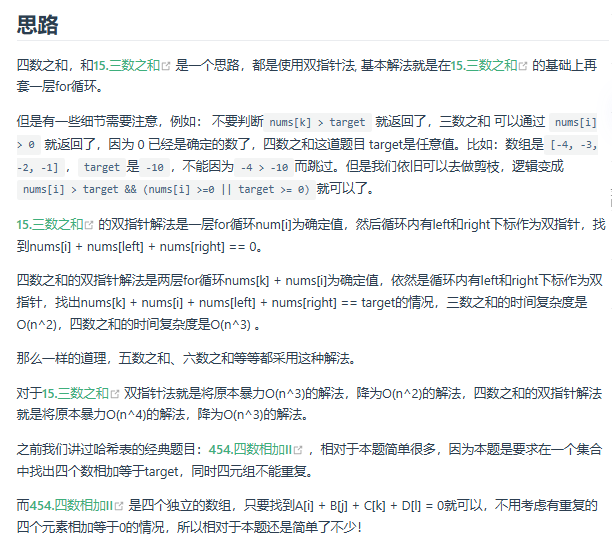 思路
四数之和，和15.三数之和 是一个思路，都是使用双指针法, 基本解法就是在15.三数之和 的基础上再
套一层for循环。
但是有一些细节需要注意，例如： 不要判断 nums[k] > target 就返回了，三数之和 可以通过 nums[i]
> 0 就返回了，因为 0 已经是确定的数了，四数之和这道题目 target是任意值。比如：数组是 [-4, -3,
-2, -1] ， target 是 -10 ，不能因为 -4 > -10 而跳过。但是我们依旧可以去做剪枝，逻辑变成
nums[i] > target && (nums[i] >=0 || target >= 0) 就可以了。
15.三数之和 的双指针解法是一层for循环num[i]为确定值，然后循环内有left和right下标作为双指针，找
到nums[i] + nums[left] + nums[right] == 0。
四数之和的双指针解法是两层for循环nums[k] + nums[i]为确定值，依然是循环内有left和right下标作为双
指针，找出nums[k] + nums[i] + nums[left] + nums[right] == target的情况，三数之和的时间复杂度是
O(n^2)，四数之和的时间复杂度是O(n^3) 。
那么一样的道理，五数之和、六数之和等等都采用这种解法。
对于15.三数之和 双指针法就是将原本暴力O(n^3)的解法，降为O(n^2)的解法，四数之和的双指针解法
就是将原本暴力O(n^4)的解法，降为O(n^3)的解法。
之前我们讲过哈希表的经典题目：454.四数相加II ，相对于本题简单很多，因为本题是要求在一个集合
中找出四个数相加等于target，同时四元组不能重复。
而454.四数相加II 是四个独立的数组，只要找到A[i] + B[j] + C[k] + D[l] = 0就可以，不用考虑有重复的
四个元素相加等于0的情况，所以相对于本题还是简单了不少！